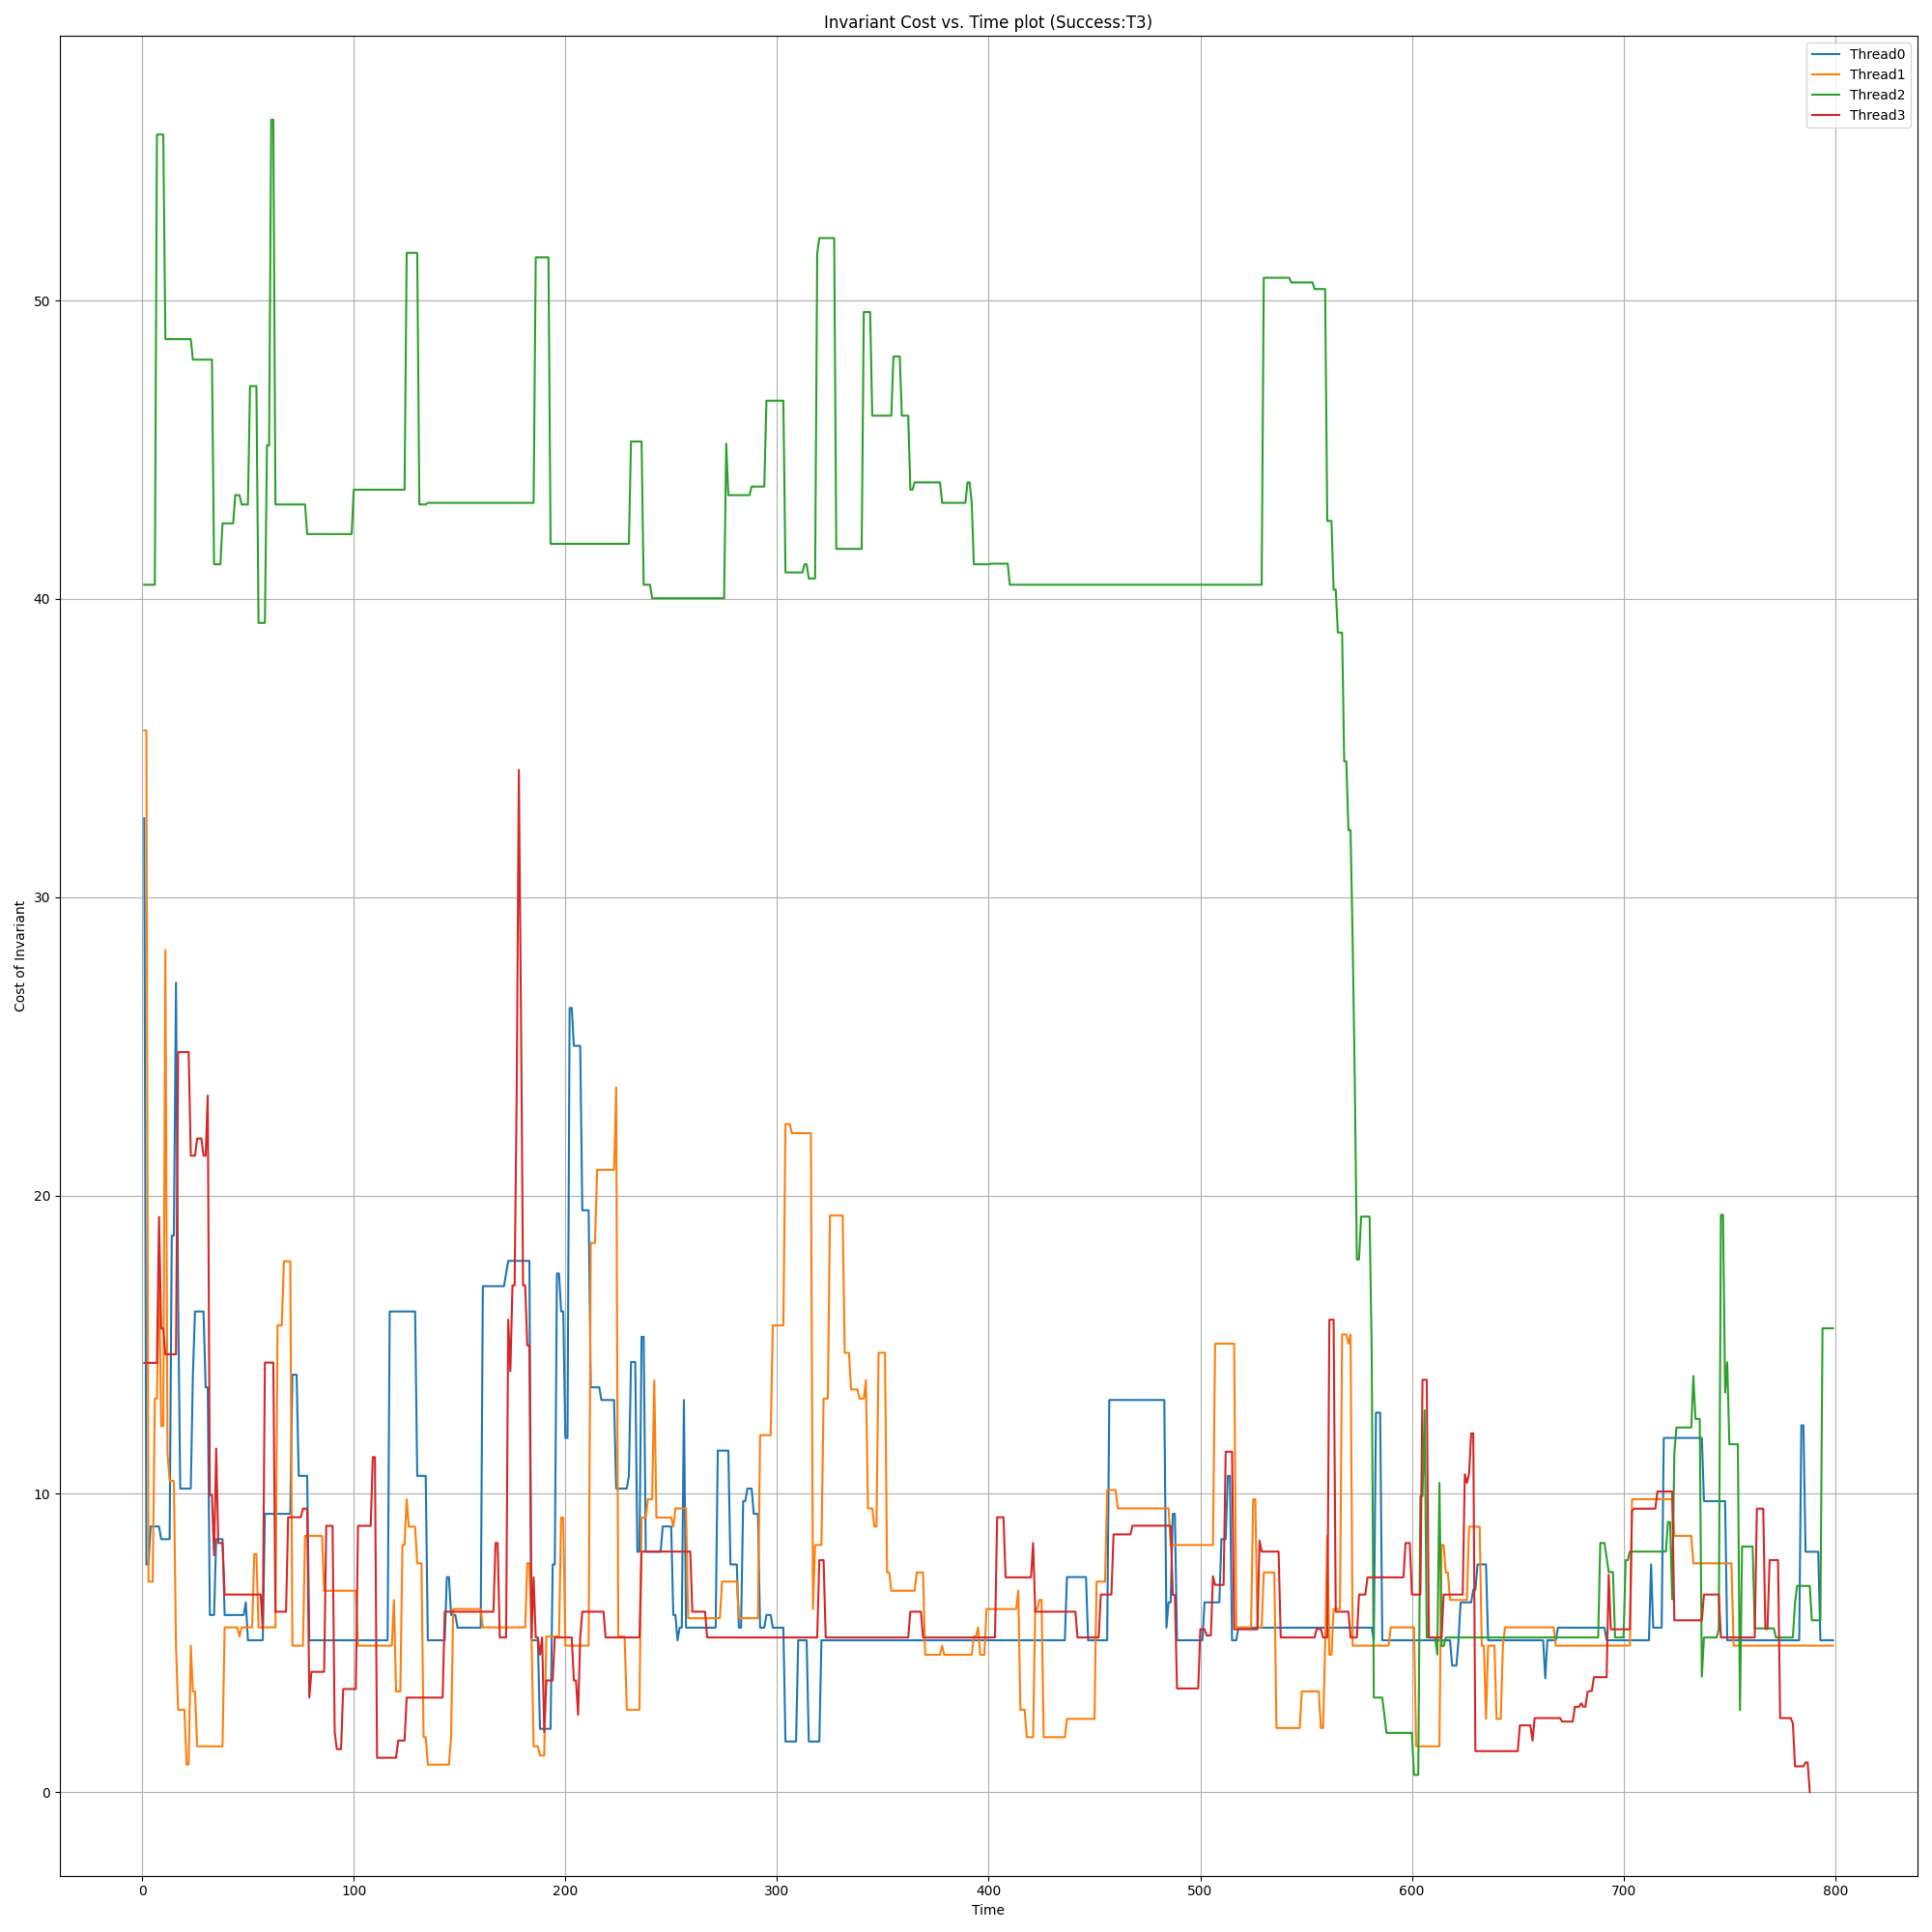 Invariant Cost vs. Time plot (Success:T3)
Thread0
Thread1
Thread2
Thread3
Cost of Invariant
50
40
30
20
10
0
0 100 200 300 400 500 600 700 800
Time